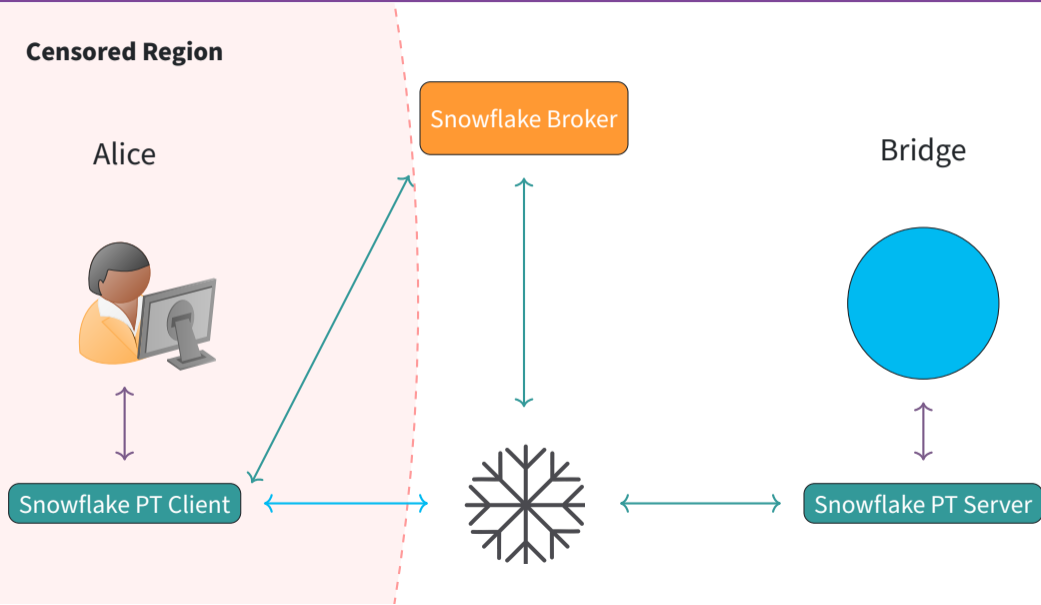 Censored Region
Snowflake Broker
Alice
Bridge
Snowflake PT Client
Snowflake PT Server